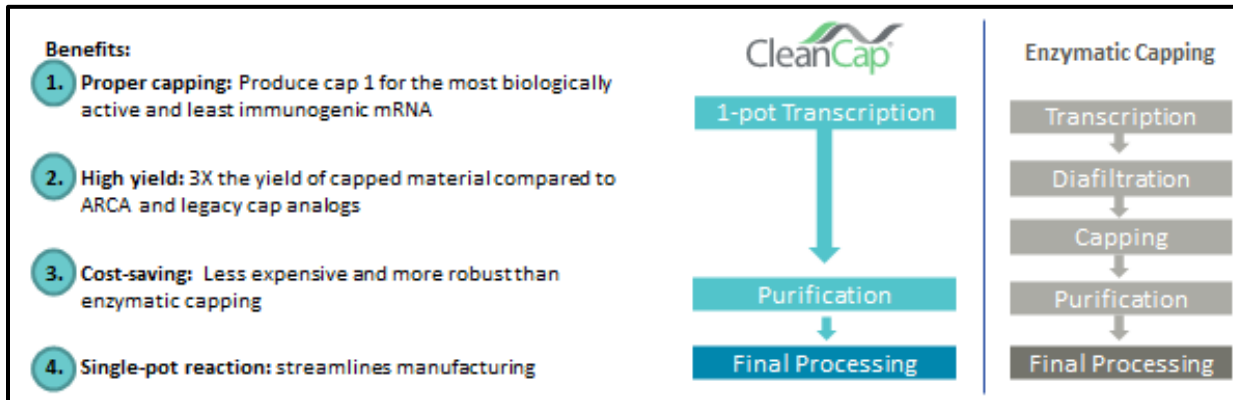 Benefits:
1. Proper capping: Produce cap 1 for the most biologically
active and least immunogenic mRNA
2. High yield: 3X the yield of capped material compared to
ARCA and legacy cap analogs
3. Cost-saving: Less expensive and more robust than
enzymatic capping
4. Single-pot reaction: streamlines manufacturing
CleanCap®
1-pot Transcription
Purification
Final Processing
Enzymatic Capping
Transcription
Diafiltration
Capping
Purification
Final Processing